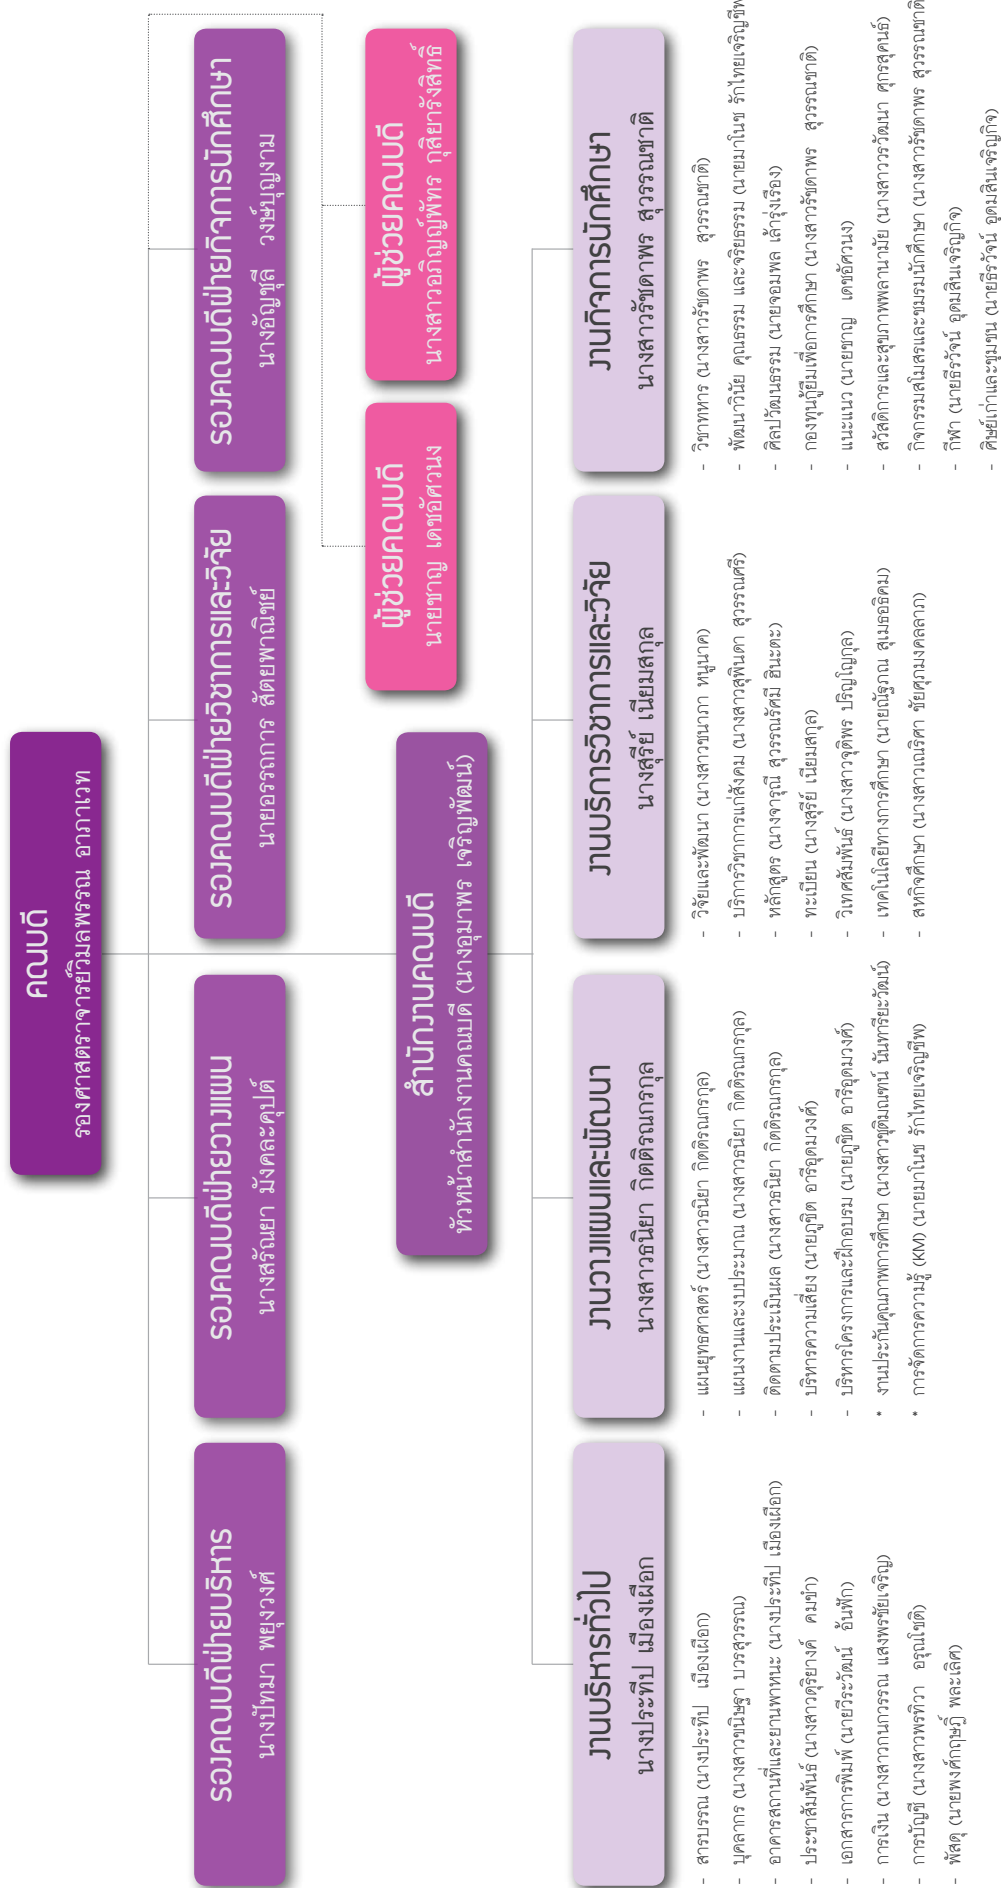 คณบดี
รองศาสตราจารย์วิมลพรรณ อาภาเวท
รองคณบดีฝ่ายบริหาร
นางปัทมา พยุงวงศ์
รองคณบดีฝ่ายวางแผน
นางสรัณยา มังคละคุปต์
รองคณบดีฝ่ายวิชาการและวิจัย
นายอรรถการ สัตยพาณิชย์
รองคณบดีฝ่ายกิจการนักศึกษา
นางอัญชุลี วงษ์บุญงาม
สำนักงานคณบดี
หัวหน้าสำนักงานคณบดี (นางอุมาพร เจริญพัฒน์)
ผู้ช่วยคณบดี
นายชาญ เดชอัศวนง
ผู้ช่วยคณบดี
นางสาวอภิญญ์พัทร กุสิยารังสิทธิ์
งานบริหารทั่วไป
นางประทีป เมืองเผือก
- สารบรรณ (นางประทีป เมืองเผือก)
- บุคลากร (นางสาวขนิษฐา บวรสุวรรณ)
- อาคารสถานที่และยานพาหนะ (นางประทีป เมืองเผือก)
- ประชาสัมพันธ์ (นางสาวดุริยางค์ คมขำ)
- เอกสารการพิมพ์ (นายวีระวัฒน์ อ้นฟัก)
- การเงิน (นางสาวกนกวรรณ แสงพรชัยเจริญ)
- การบัญชี (นางสาวพรทิวา อรุณโชติ)
- พัสดุ (นายพงศ์กฤษฏิ์ พละเลิศ)
งานวางแผนและพัฒนา
นางสาวธนิยา กิตติรณกรกุล
- แผนยุทธศาสตร์ (นางสาวธนิยา กิตติรณกรกุล)
- แผนงานและงบประมาณ (นางสาวธนิยา กิตติรณกรกุล)
- ติดตามประเมินผล (นางสาวธนิยา กิตติรณกรกุล)
- บริหารความเสี่ยง (นายภูชิต อารีอุดมวงศ์)
- บริหารโครงการและฝึกอบรม (นายภูชิต อารีอุดมวงศ์)
* งานประกันคุณภาพการศึกษา (นางสาวชุติมณฑน์ นันทาริยะวัฒน์)
* การจัดการความรู้ (KM) (นายมาโนช รักไทยเจริญชีพ)
งานบริการวิชาการและวิจัย
นางสุรีย์ เนียมสกุล
- วิจัยและพัฒนา (นางสาวชนาภา หนูนาค)
- บริการวิชาการแก่สังคม (นางสาวสุพินดา สุวรรณศรี)
- หลักสูตร (นางจารุณี สุวรรณรัศมี ฮินะตะ)
- ทะเบียน (นางสุรีย์ เนียมสกุล)
- วิเทศสัมพันธ์ (นางสาวจุติพร ปริญโญกุล)
- เทคโนโลยีทางการศึกษา (นายณัฐภณ สุเมธอธิคม)
- สหกิจศึกษา (นางสาวเณริศา ชัยศุภมงคลลาภ)
งานกิจการนักศึกษา
นางสาวรัชดาพร สุวรรณชาติ
- วิชาทหาร (นางสาวรัชดาพร สุวรรณชาติ)
- พัฒนาวินัย คุณธรรม และจริยธรรม (นายมาโนช รักไทยเจริญชีพ
- ศิลปวัฒนธรรม (นายจอมพล เล้ารุ่งเรือง)
- กองทุนกู้ยืมเพื่อการศึกษา (นางสาวรัชดาพร สุวรรณชาติ)
- แนะแนว (นายชาญ เดชอัศวนง)
- สวัสดิการและสุขภาพพลานามัย (นางสาววรวัฒนา ศุภรสุคนธ์)
- กิจกรรมสโมสรและชมรมนักศึกษา (นางสาวรัชดาพร สุวรรณชาติ
- กีฬา (นายธีรวัจน์ อุดมสินเจริญกิจ)
- ศิษย์เก่าและชุมชน (นายธีรวัจน์ อุดมสินเจริญกิจ)